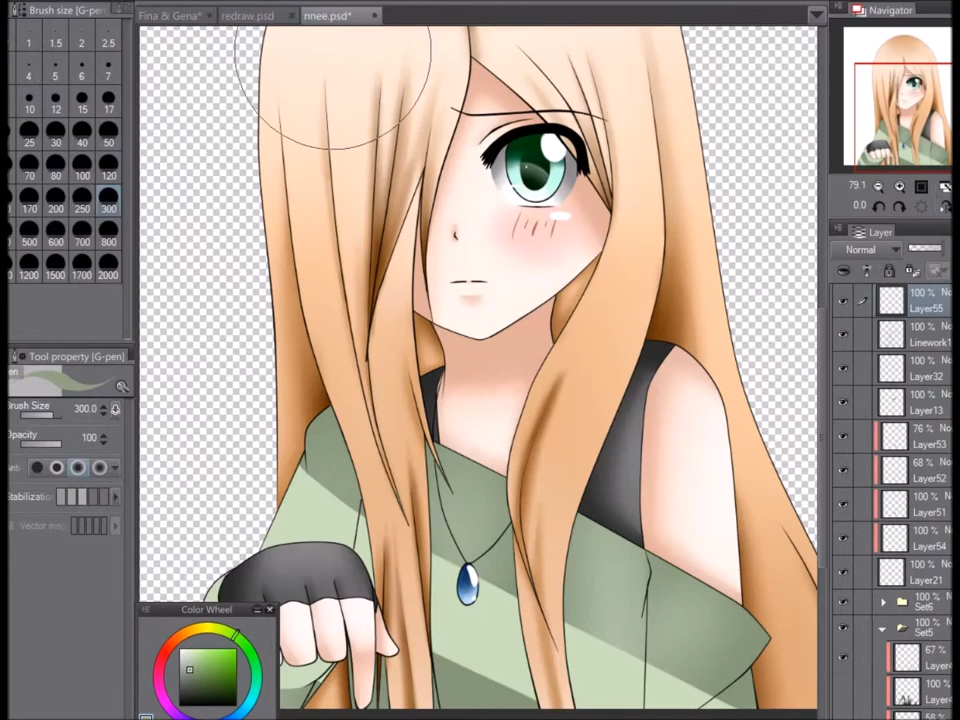 Brush size [G-pen
Fina & Gena*
redraw.psd
nnee.psd*
Navigator
1 1.5 2 2.5
4 5 6 7
10 12 15 17
25 30 40 50
70 80 100 120
170 200 250 300
500 600 700 800
1200 1500 1700 2000
Tool property [G-pen]
Brush Size 300.0
Opacity 100
Anti
Stabilization
Vector mag
Color Wheel
79.1
0.0
Layer
Normal
100 % No
Layer55
100 % No
Linework1
100 % No
Layer32
100 % No
Layer13
76 % No
Layer53
68 % No
Layer52
100 % No
Layer51
100 % No
Layer54
100 % No
Layer21
100 % No
Set6
100 % No
Set5
67 %
Layer
100 %
Layer
58 %